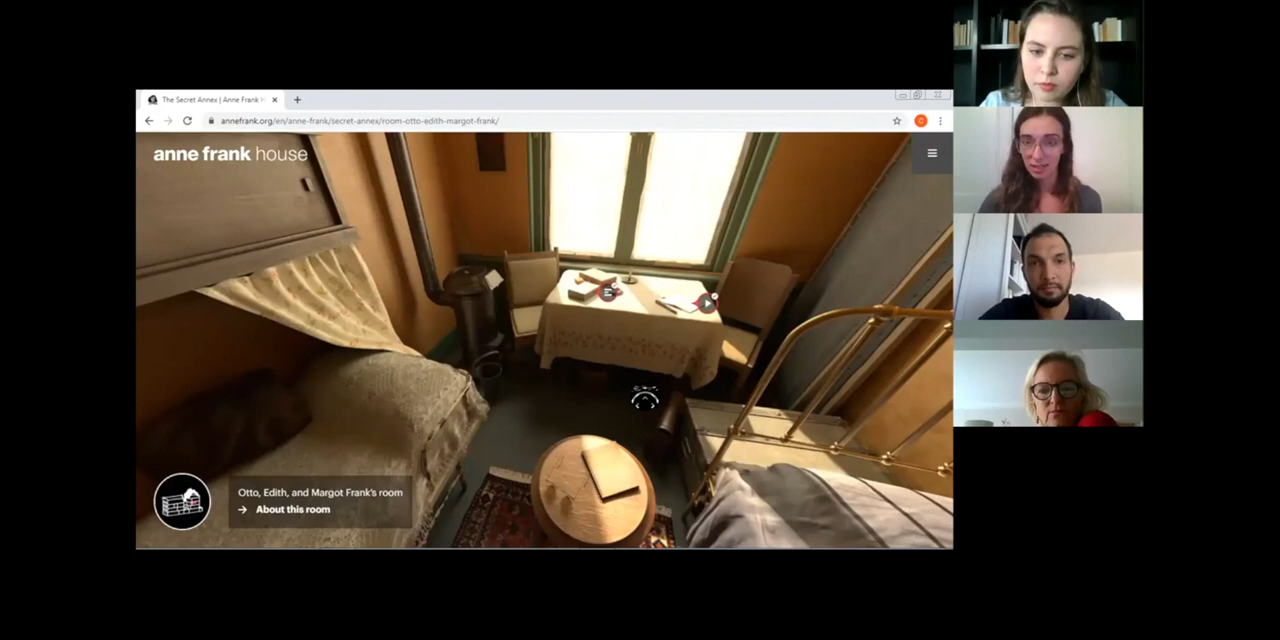 The Secret Annex | Anne Frank H
annefrank.org/en/anne-frank/secret-annex/room-otto-edith-margot-frank/
C
anne frank house
Otto, Edith, and Margot Frank's room
About this room